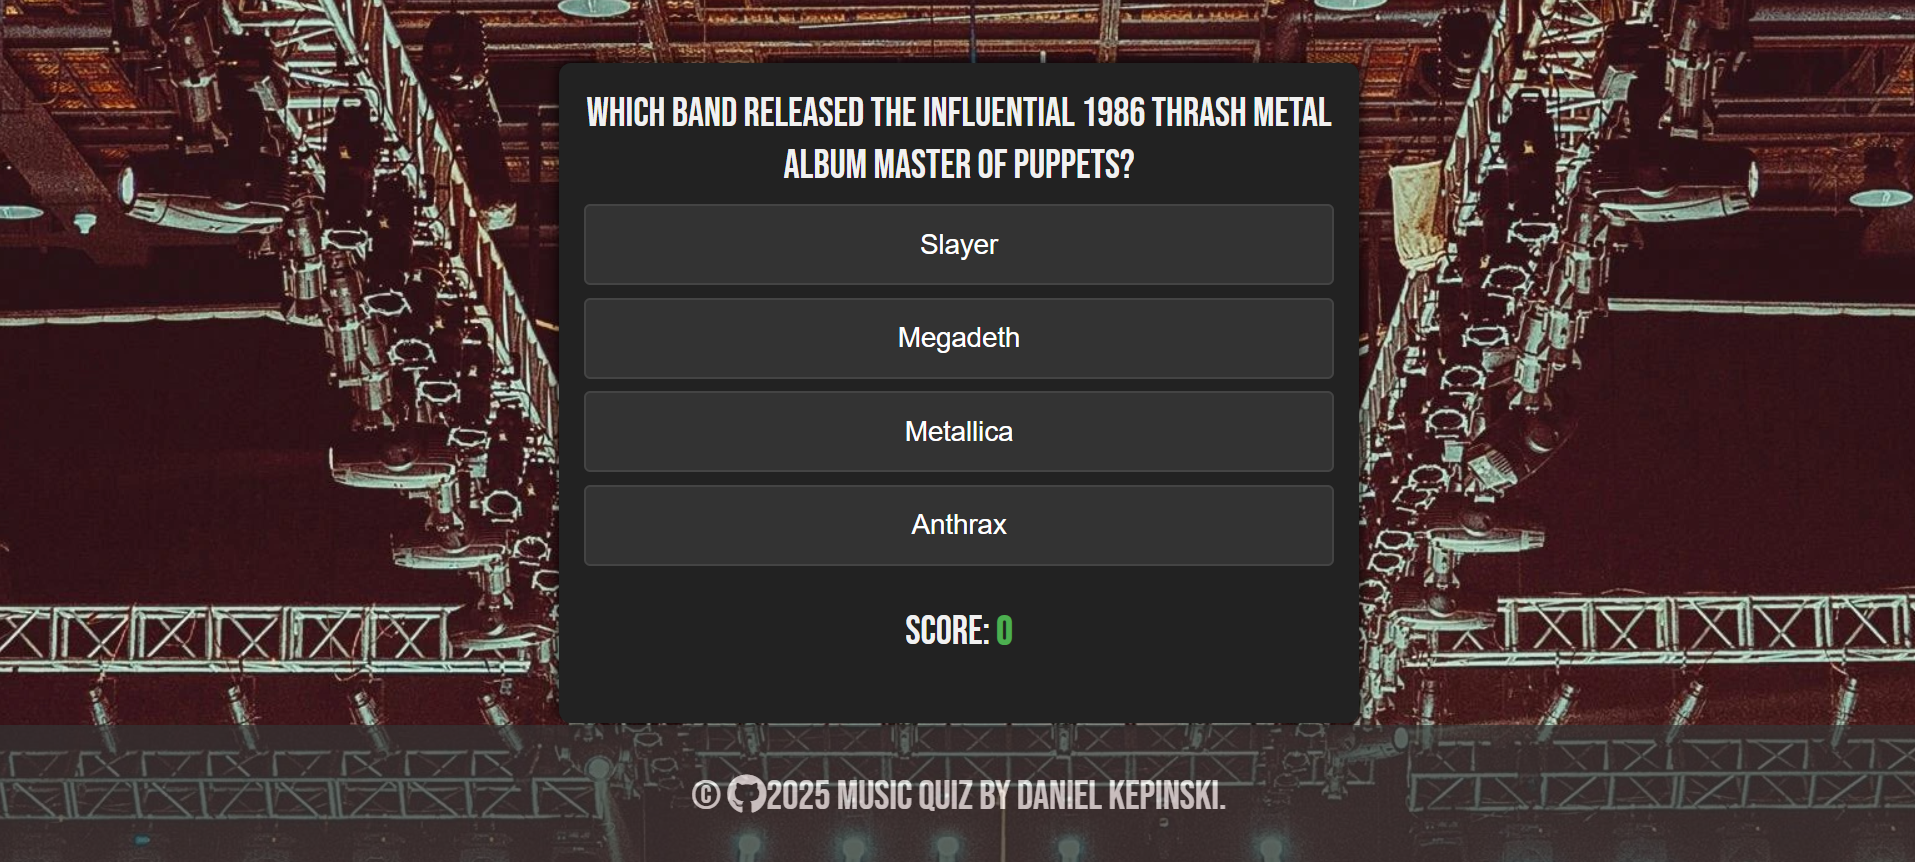 WHICH BAND RELEASED THE INFLUENTIAL 1986 THRASH METAL
ALBUM MASTER OF PUPPETS?
Slayer
Megadeth
Metallica
Anthrax
SCORE: 0
© 2025 MUSIC QUIZ BY DANIEL KEPINSKI.